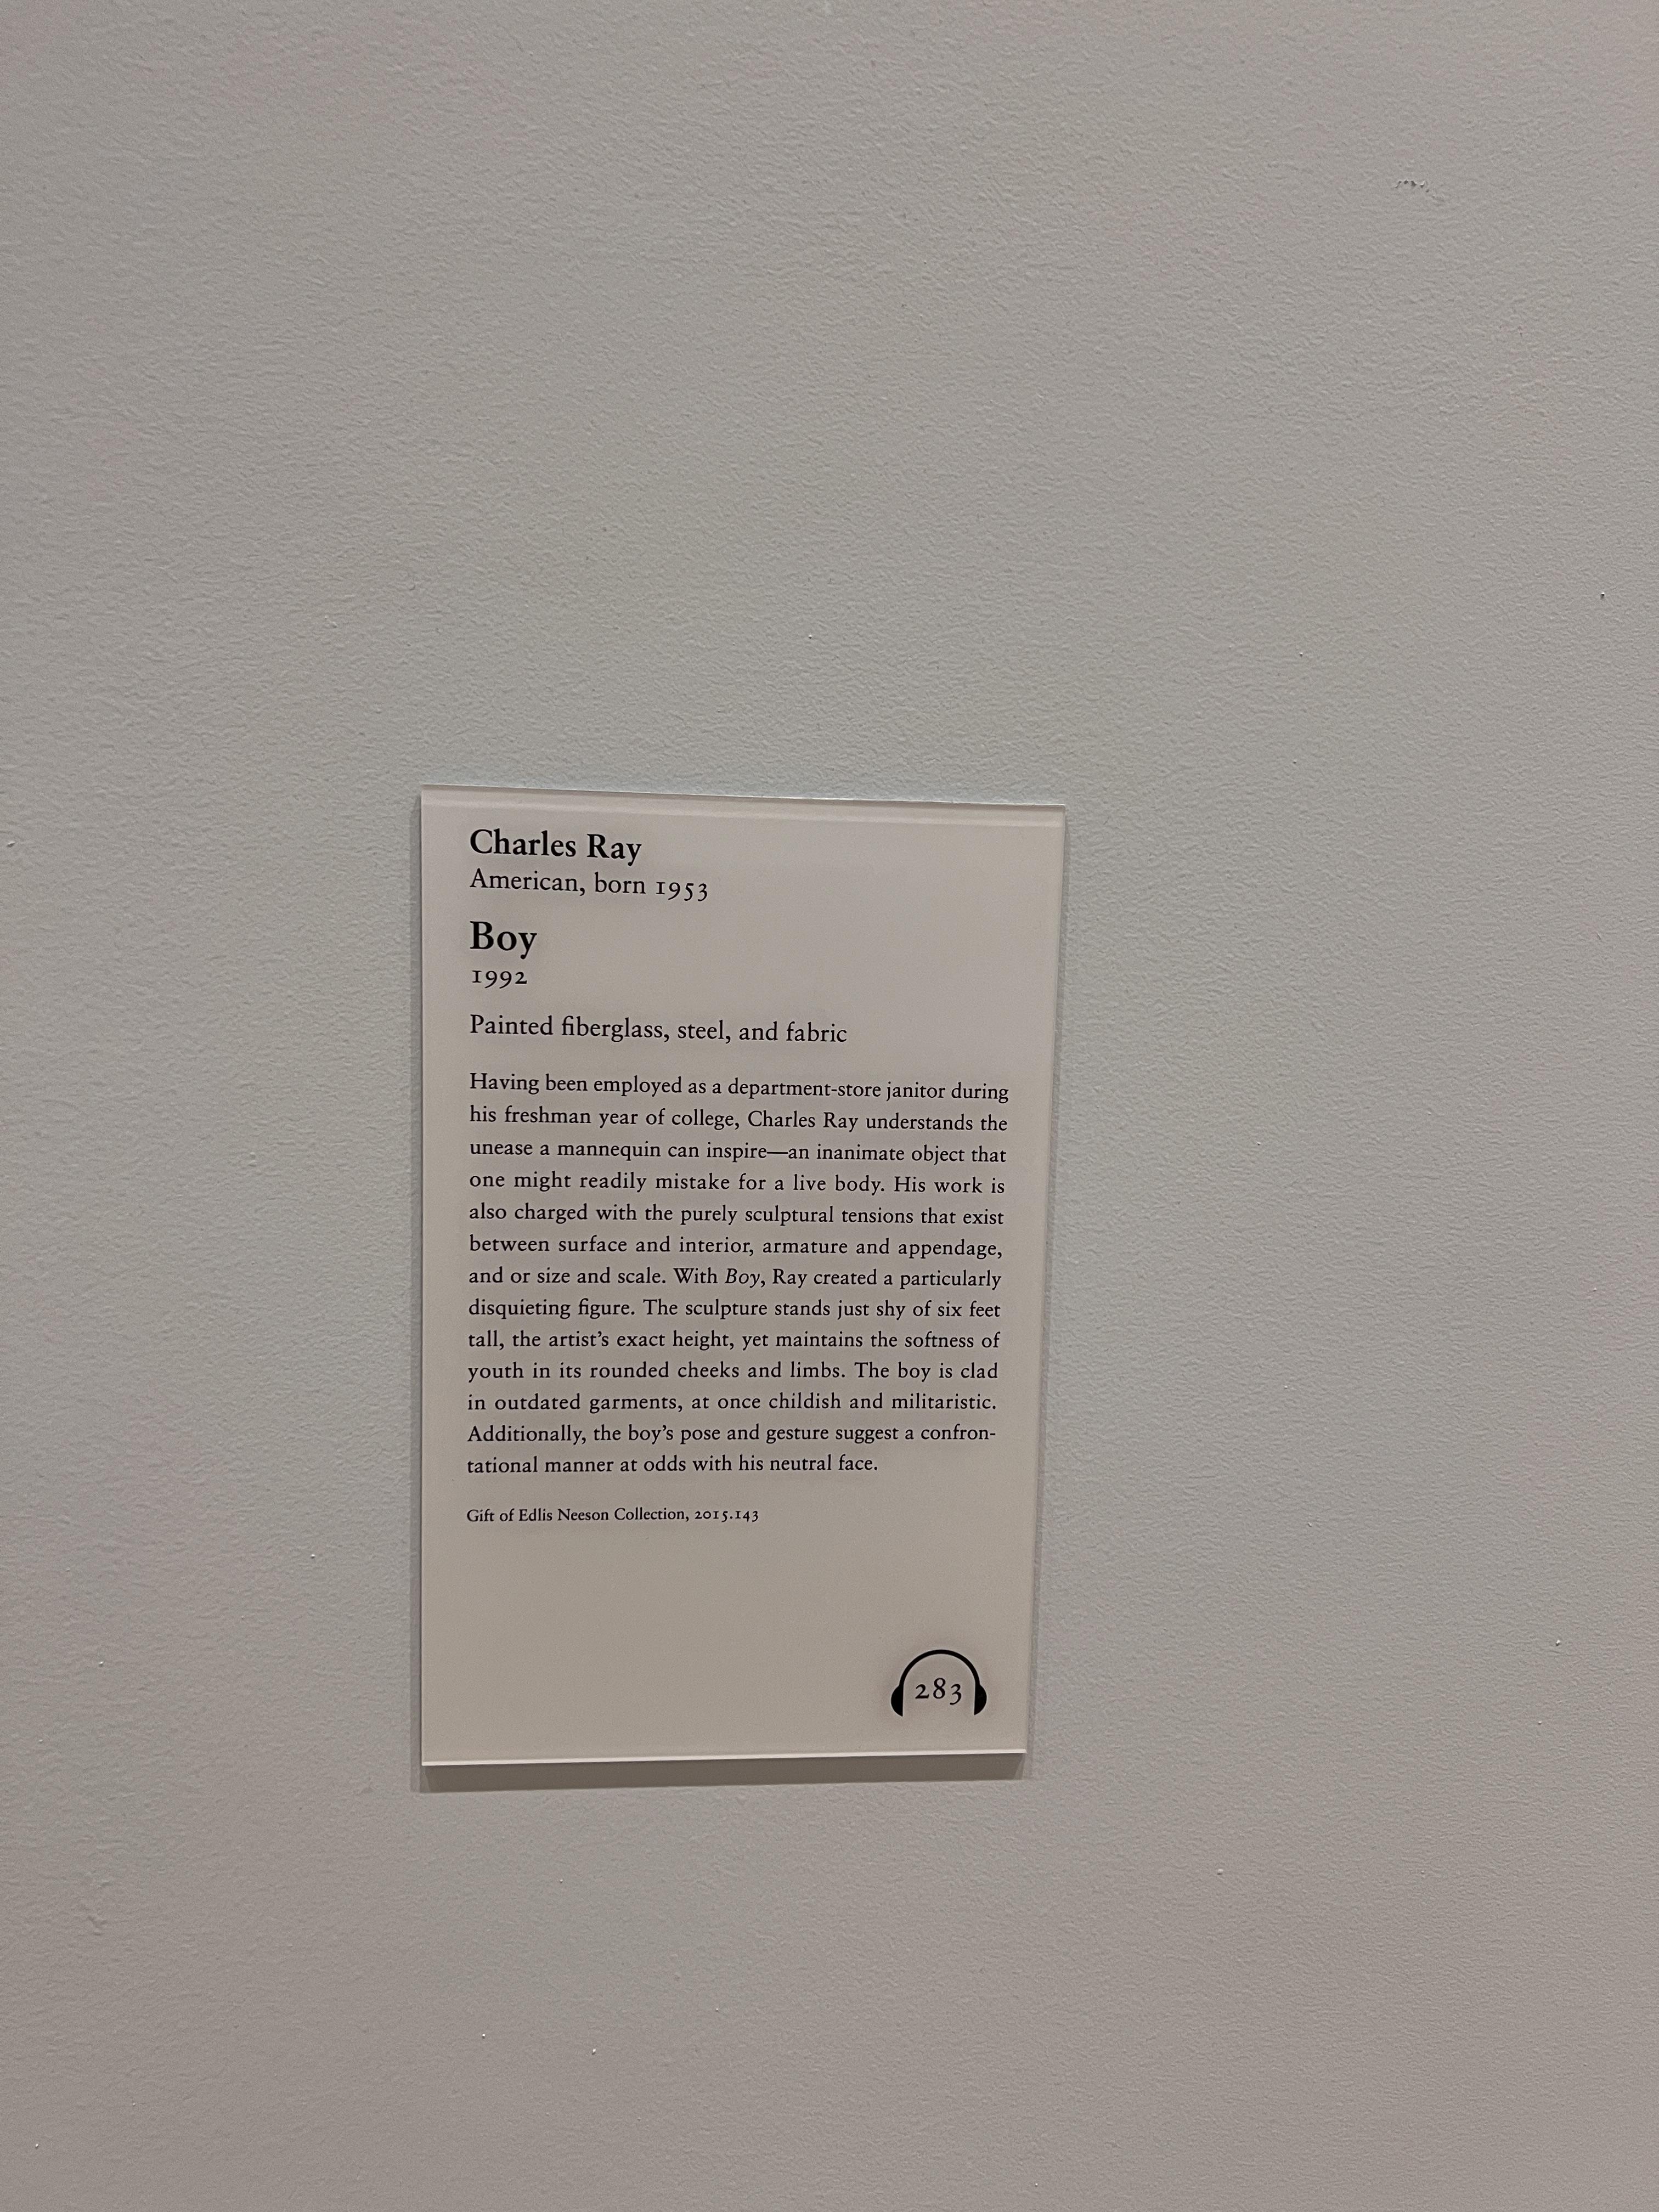 Charles Ray
American, born 1953
Boy
1992
Painted fiberglass, steel, and fabric
Having been employed as a department-store janitor during
his freshman year of college, Charles Ray understands the
unease a mannequin can inspire—an inanimate object that
one might readily mistake for a live body. His work is
also charged with the purely sculptural tensions that exist
between surface and interior, armature and appendage,
and or size and scale. With Boy, Ray created a particularly
disquieting figure. The sculpture stands just shy of six feet
tall, the artist’s exact height, yet maintains the softness of
youth in its rounded cheeks and limbs. The boy is clad
in outdated garments, at once childish and militaristic.
Additionally, the boy’s pose and gesture suggest a confron-
tational manner at odds with his neutral face.
Gift of Edlis Neeson Collection, 2015.143
283